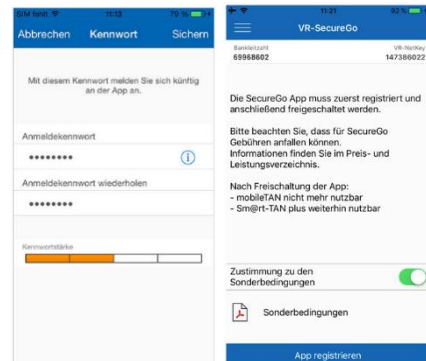 SIM fehlt
11:13
79 %
Abbrechen
Kennwort
Sichern
Mit diesem Kennwort melden Sie sich künftig
an der App an.
Anmeldekennwort
Anmeldekennwort wiederholen
Kennwortstärke
11:21
92 %
VR-SecureGo
Bankleitzahl
VR-NetKey
69968602
147386022
Die SecureGo App muss zuerst registriert und
anschließend freigeschaltet werden.
Bitte beachten Sie, dass für SecureGo
Gebühren anfallen können.
Informationen finden Sie im Preis- und
Leistungsverzeichnis.
Nach Freischaltung der App:
- mobileTAN nicht mehr nutzbar
- Sm@rt-TAN plus weiterhin nutzbar
Zustimmung zu den
Sonderbedingungen
Sonderbedingungen
App registrieren